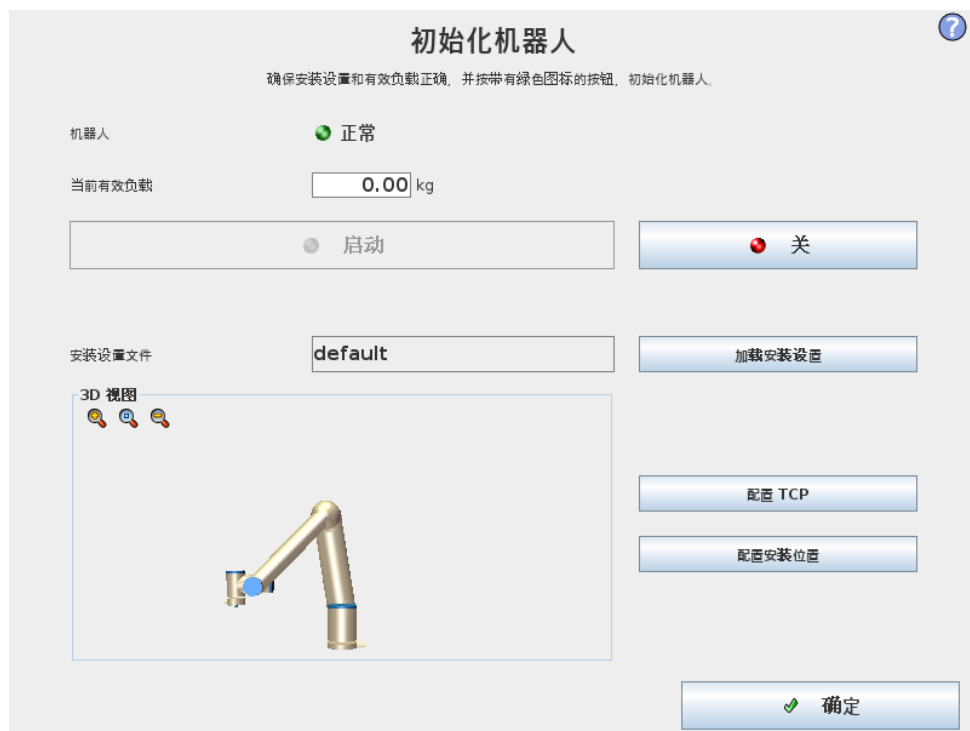 初始化机器人
确保安装设置和有效负载正确，并按带有绿色图标的按钮，初始化机器人。
机器人 正常
当前有效负载 0.00 kg
启动 关
安装设置文件 default 加载安装设置
3D 视图
配置 TCP
配置安装位置
确定
?